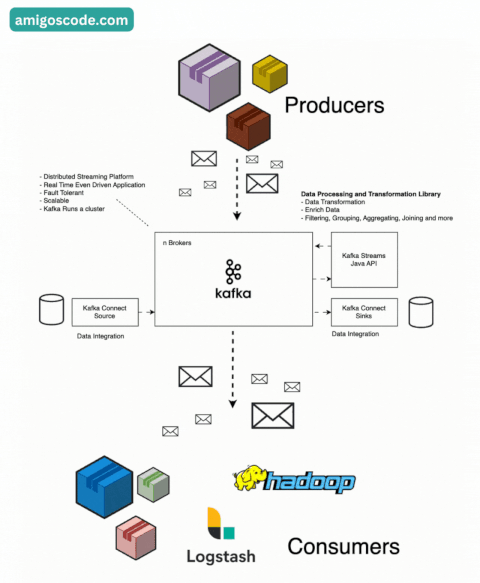 amigoscode.com
Producers
- Distributed Streaming Platform
- Real Time Even Driven Application
- Fault Tolerant
- Scalable
- Kafka Runs a cluster
Data Processing and Transformation Library
- Data Transformation
- Enrich Data
- Filtering, Grouping, Aggregating, Joining and more
n Brokers
kafka
Kafka Streams
Java API
Kafka Connect
Source
Data Integration
Kafka Connect
Sinks
Data Integration
hadoop
Logstash
Consumers